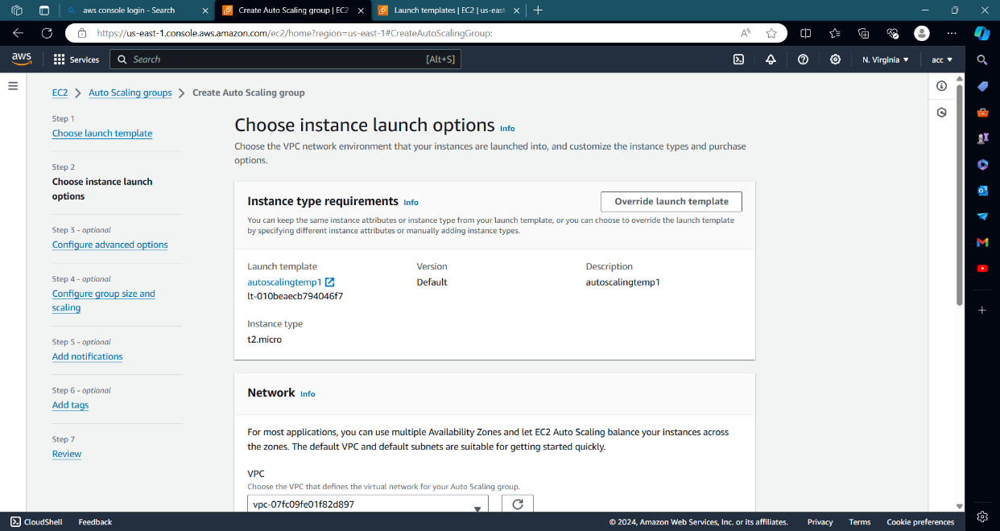 aws console login - Search
Create Auto Scaling group | EC2
Launch templates | EC2 | us-east
https://us-east-1.console.aws.amazon.com/ec2/home?region=us-east-1#CreateAutoScalingGroup:
aws
Services
Search
[Alt+S]
N. Virginia
acc
EC2 > Auto Scaling groups > Create Auto Scaling group
Step 1
Choose launch template
Step 2
Choose instance launch
options
Step 3 - optional
Configure advanced options
Step 4 - optional
Configure group size and
scaling
Step 5 - optional
Add notifications
Step 6 - optional
Add tags
Step 7
Review
Choose instance launch options Info
Choose the VPC network environment that your instances are launched into, and customize the instance types and purchase
options.
Instance type requirements Info
Override launch template
You can keep the same instance attributes or instance type from your launch template, or you can choose to override the launch template
by specifying different instance attributes or manually adding instance types.
Launch template
autoscalingtemp1
lt-010beaecb794046f7
Version
Default
Description
autoscalingtemp1
Instance type
t2.micro
Network Info
For most applications, you can use multiple Availability Zones and let EC2 Auto Scaling balance your instances across
the zones. The default VPC and default subnets are suitable for getting started quickly.
VPC
Choose the VPC that defines the virtual network for your Auto Scaling group.
vpc-07fc09fe01f82d897
CloudShell
Feedback
© 2024, Amazon Web Services, Inc. or its affiliates.
Privacy
Terms
Cookie preferences